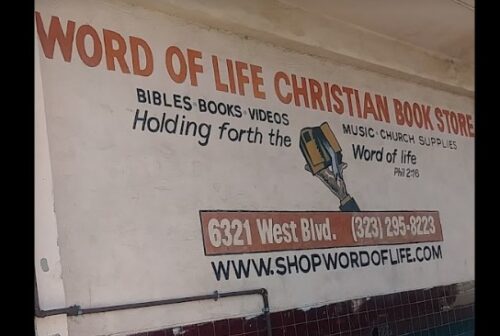 WORD OF LIFE CHRISTIAN BOOK STORE
BIBLES·BOOKS·VIDEOS MUSIC·CHURCH SUPPLIES
Holding forth the Word of life
Phil 2:16
6321 West Blvd. (323) 295-8223
WWW.SHOPWORDOFLIFE.COM